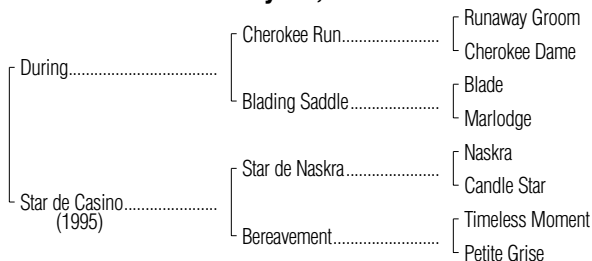 Runaway Groom
Cherokee Run
Cherokee Dame
During
Blade
Blading Saddle
Marlodge
Naskra
Star de Naskra
Candle Star
Star de Casino
(1995)
Timeless Moment
Bereavement
Petite Grise